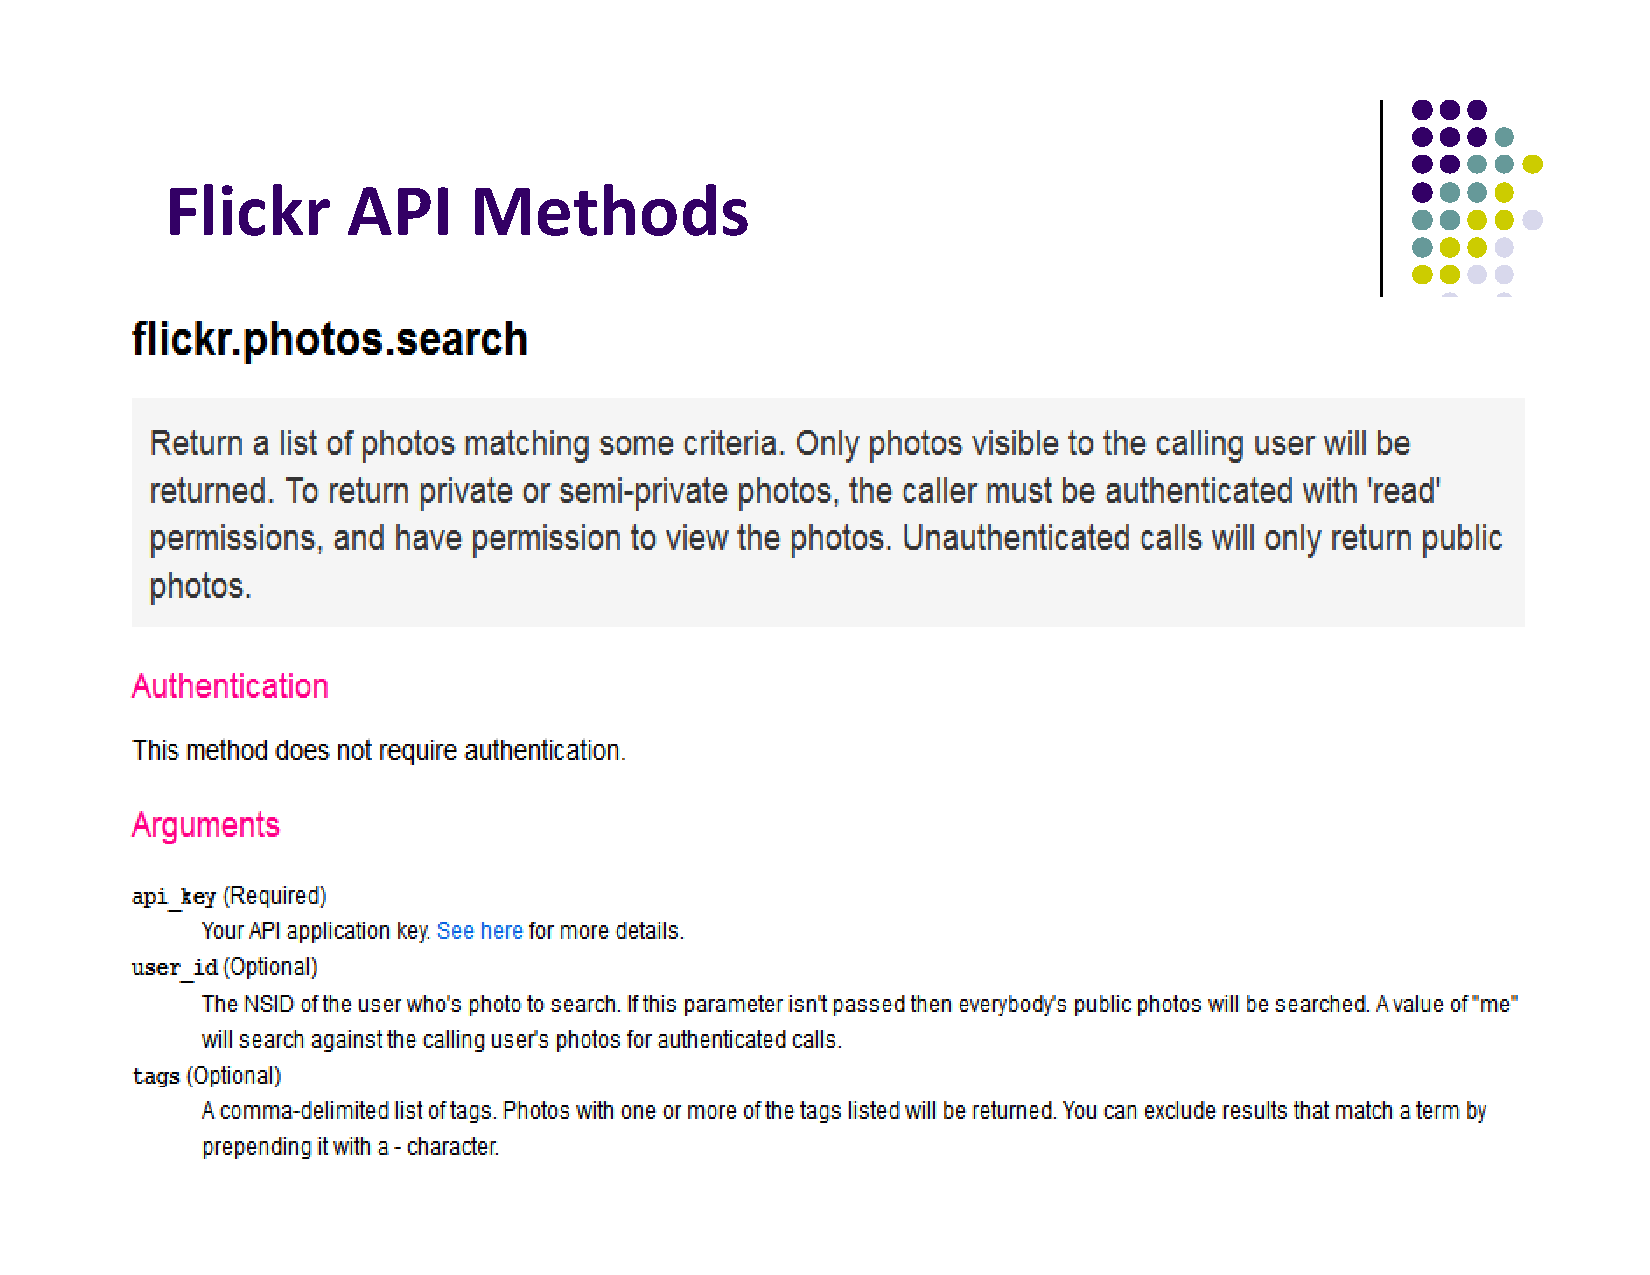 Flickr API Methods
flickr.photos.search
Return a list of photos matching some criteria. Only photos visible to the calling user will be
returned. To return private or semi-private photos, the caller must be authenticated with 'read'
permissions, and have permission to view the photos. Unauthenticated calls will only return public
photos.
Authentication
This method does not require authentication.
Arguments
api_key (Required)
Your API application key. See here for more details.
user_id (Optional)
The NSID of the user who's photo to search. If this parameter isn't passed then everybody's public photos will be searched. A value of "me"
will search against the calling user's photos for authenticated calls.
tags (Optional)
A comma-delimited list of tags. Photos with one or more of the tags listed will be returned. You can exclude results that match a term by
prepending it with a - character.